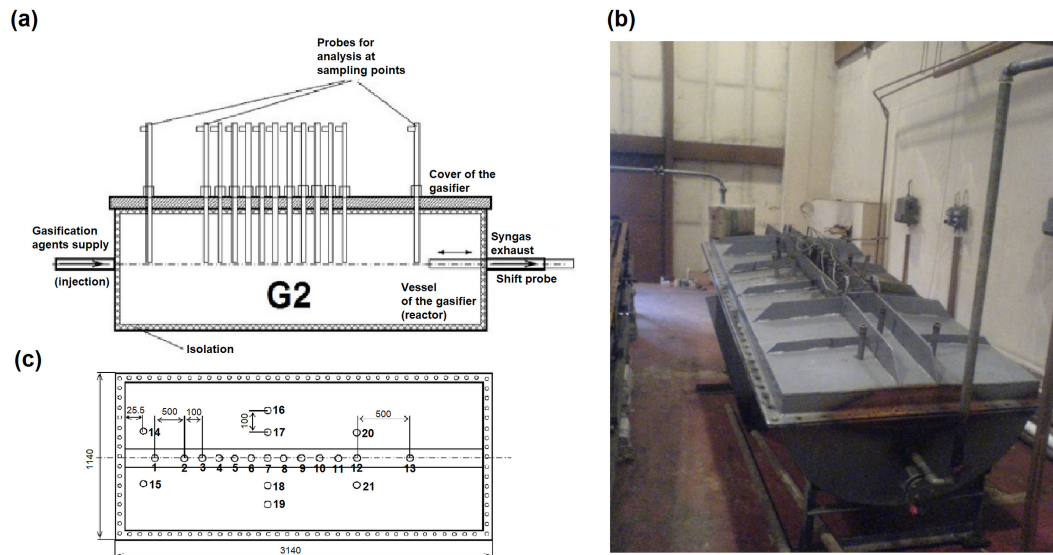 (a)
Probes for
analysis at
sampling points
Cover of the
gasifier
Gasification
agents supply
(injection)
Syngas
exhaust
Shift probe
G2
Vessel
of the gasifier
(reactor)
Isolation
(b)
(c)
25.5
500
100
500
100
1140
16
17
14
20
1 2 3 4 5 6 7 8 9 10 11 12 13
15
18
21
19
3140